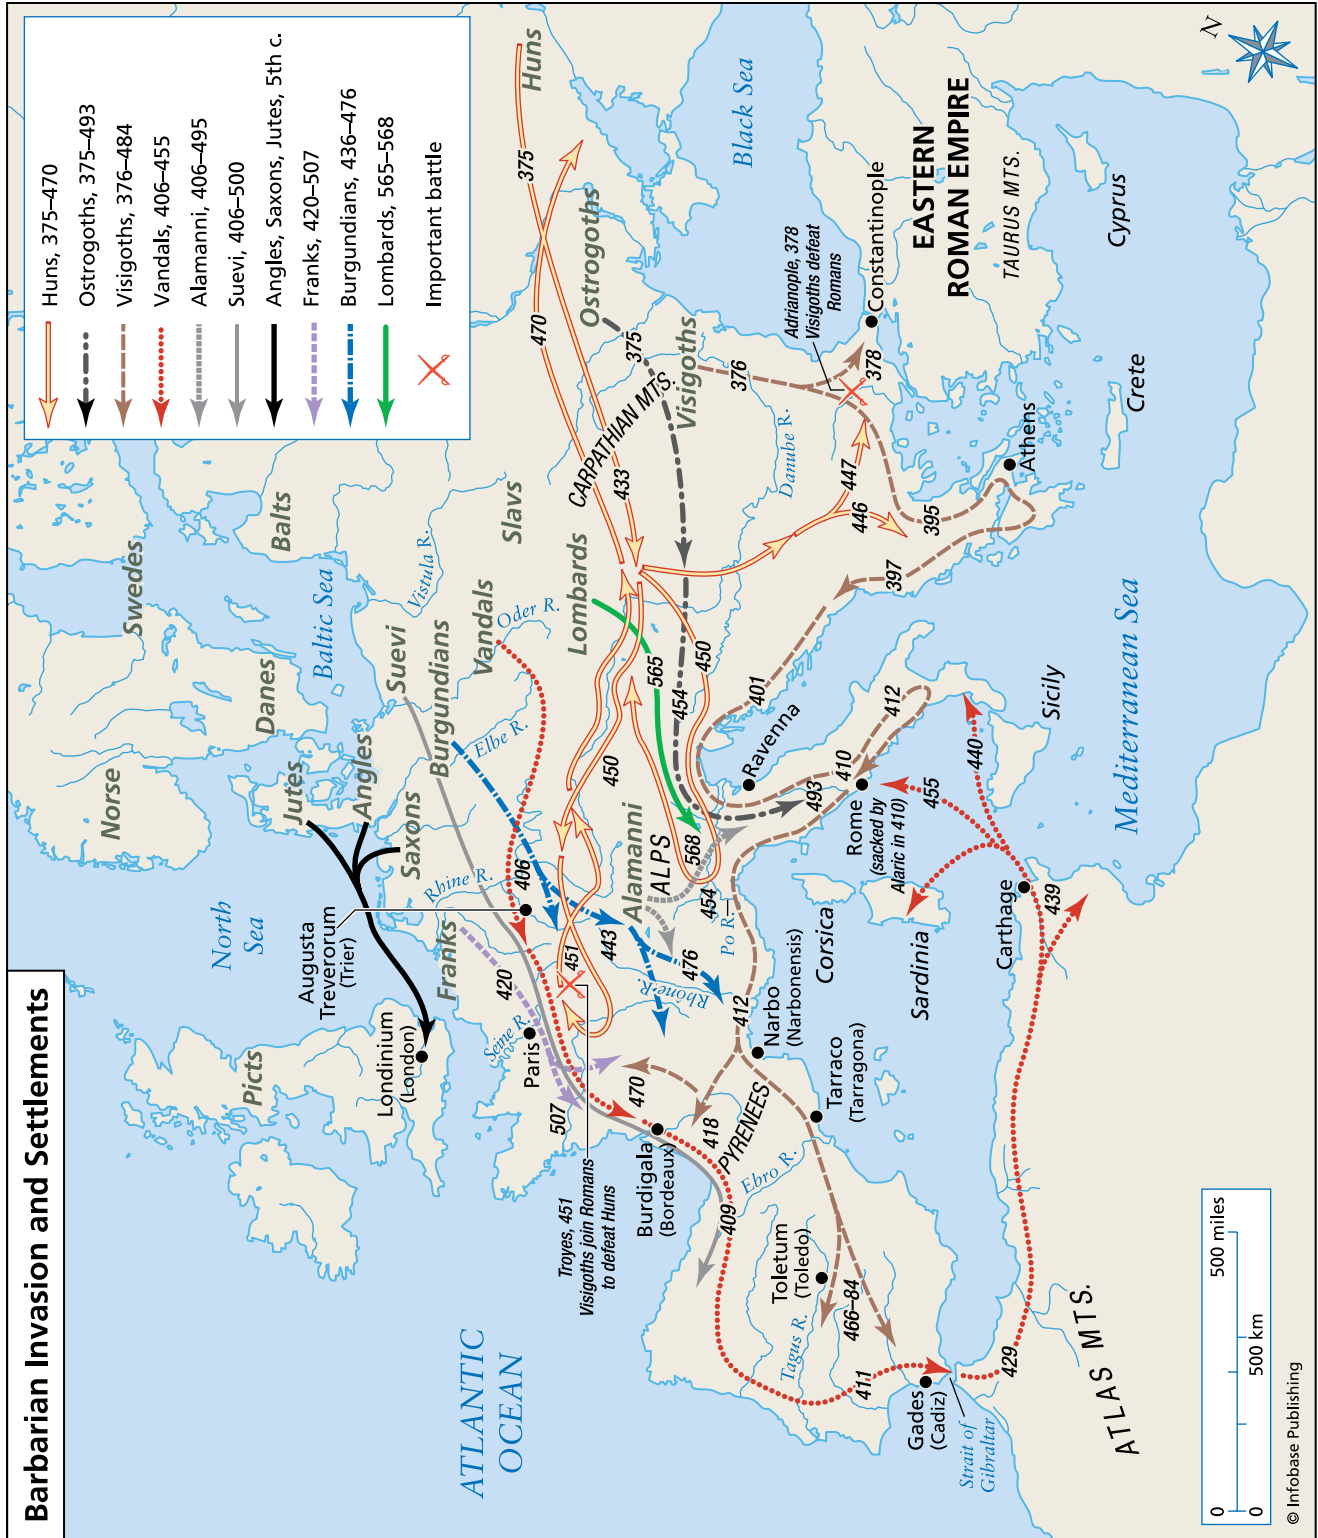 Barbarian Invasion and Settlements
Huns, 375–470
Ostrogoths, 375–493
Visigoths, 376–484
Vandals, 406–455
Alamanni, 406–495
Suevi, 406–500
Angles, Saxons, Jutes, 5th c.
Franks, 420–507
Burgundians, 436–476
Lombards, 565–568
Important battle
N
Norse
Swedes
Balts
Danes
Baltic Sea
Jutes
Angles
Saxons
Suevi
Burgundians
Vandals
Slavs
Lombards
Huns
Ostrogoths
Visigoths
Alamanni
Franks
Picts
North
Sea
Vistula R.
Oder R.
Elbe R.
Rhine R.
Seine R.
Rhône R.
Po R.
Danube R.
Ebro R.
Tagus R.
Londinium
(London)
Augusta
Treverorum
(Trier)
Paris
Burdigala
(Bordeaux)
Narbo
(Narbonensis)
Tarraco
(Tarragona)
Toletum
(Toledo)
Gades
(Cadiz)
Strait of
Gibraltar
Carthage
Rome
(sacked by
Alaric in 410)
Ravenna
Athens
Constantinople
Adrianople, 378
Visigoths defeat
Romans
Troyes, 451
Visigoths join Romans
to defeat Huns
EASTERN
ROMAN EMPIRE
TAURUS MTS.
CARPATHIAN MTS.
ALPS
PYRENEES
ATLAS MTS.
ATLANTIC
OCEAN
Black Sea
Mediterranean Sea
Corsica
Sardinia
Sicily
Crete
Cyprus
375
470
375
433
376
378
447
446
395
397
401
450
454
565
450
568
454
493
410
412
455
440
439
406
443
451
476
420
507
470
418
412
409
411
466–84
429
0
500 miles
0
500 km
© Infobase Publishing